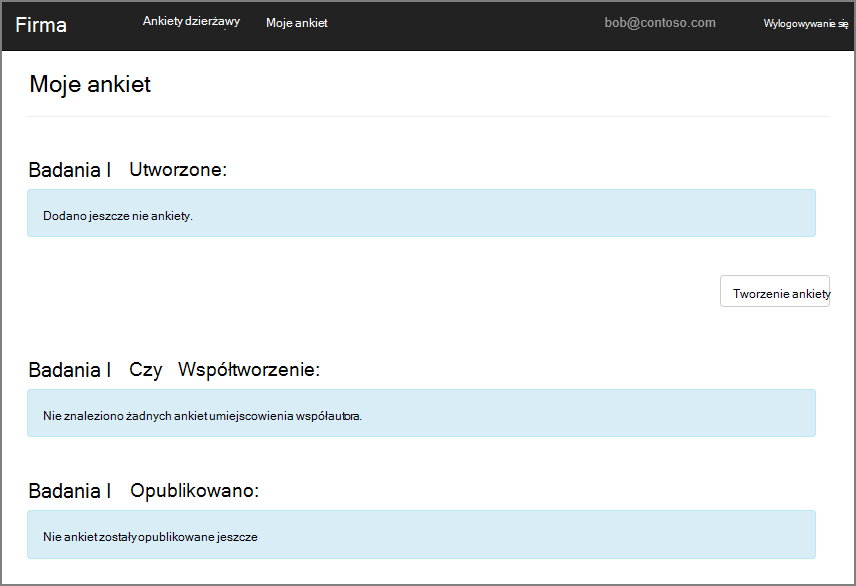 Firma Ankiety dzierżawy Moje ankiet bob@contoso.com Wylogowywanie się
Moje ankiet
Badania I Utworzone:
Dodano jeszcze nie ankiety.
Tworzenie ankiety
Badania I Czy Współtworzenie:
Nie znaleziono żadnych ankiet umiejscowienia współautora.
Badania I Opublikowano:
Nie ankiet zostały opublikowane jeszcze